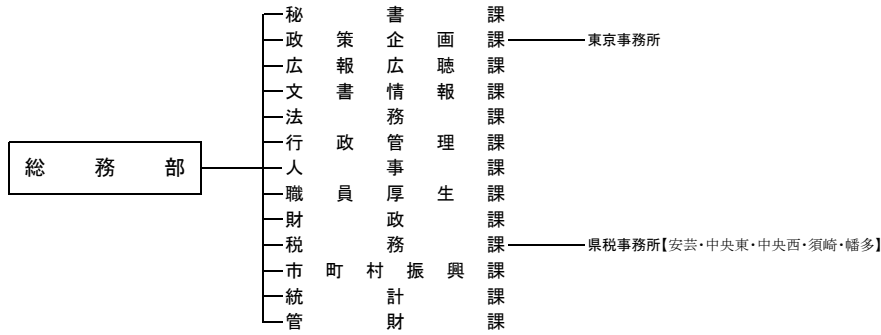 秘書課
政策企画課 東京事務所
広報広聴課
文書情報課
法務課
行政管理課
総務部 人事課
職員厚生課
財政課
税務課 県税事務所【安芸・中央東・中央西・須崎・幡多】
市町村振興課
統計課
管財課